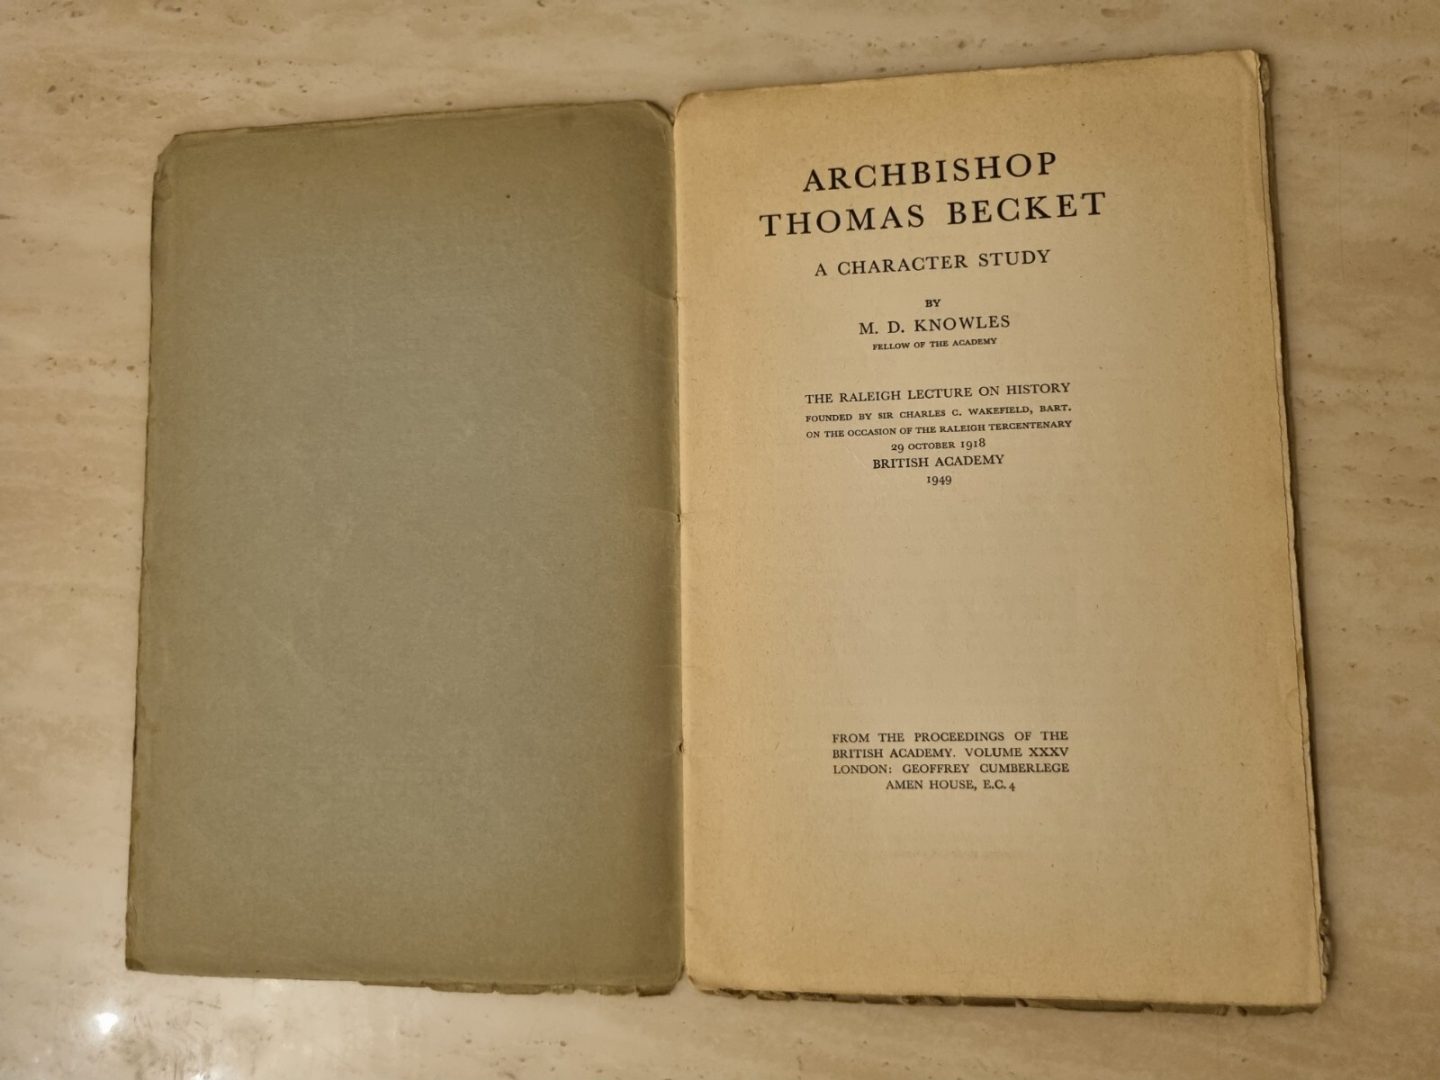 ARCHBISHOP
THOMAS BECKET
A CHARACTER STUDY
BY
M. D. KNOWLES
FELLOW OF THE ACADEMY
THE RALEIGH LECTURE ON HISTORY
FOUNDED BY SIR CHARLES C. WAKEFIELD, BART.
ON THE OCCASION OF THE RALEIGH TERCENTENARY
29 OCTOBER 1918
BRITISH ACADEMY
1949
FROM THE PROCEEDINGS OF THE
BRITISH ACADEMY. VOLUME XXXV
LONDON: GEOFFREY CUMBERLEGE
AMEN HOUSE, E.C. 4